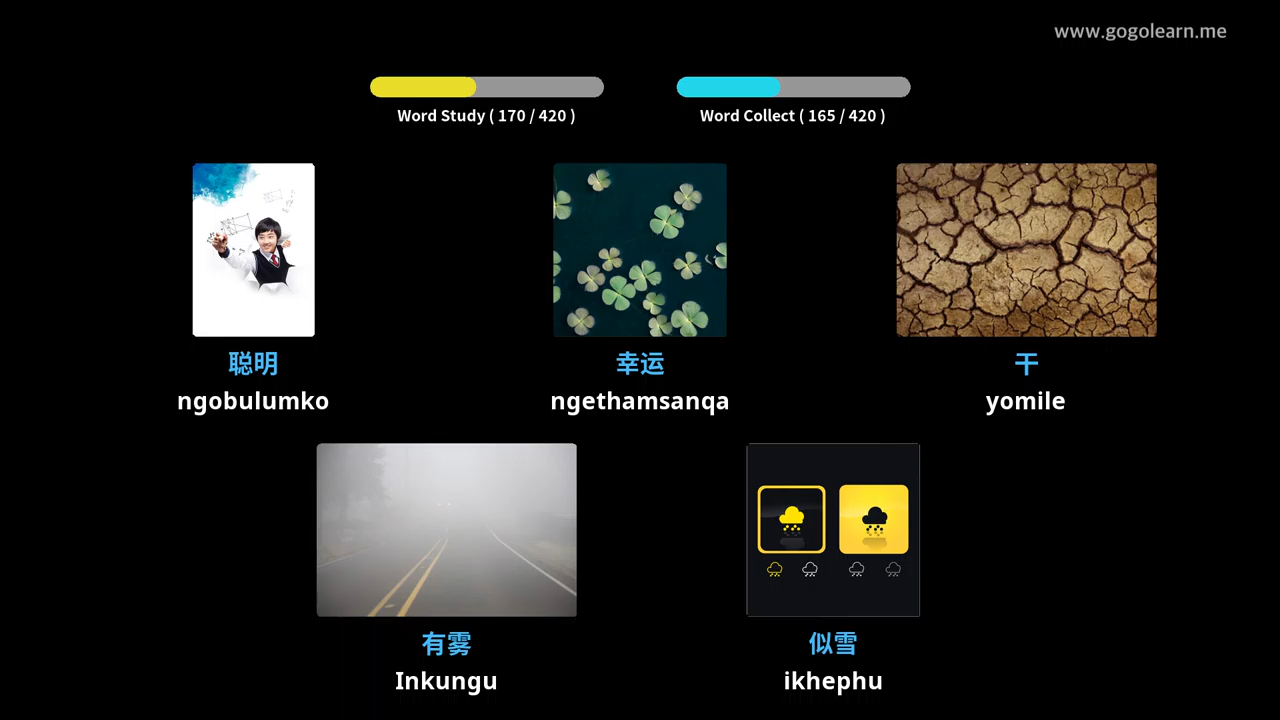 www.gogolearn.me
Word Study ( 170 / 420 )
Word Collect ( 165 / 420 )
聪明
ngobulumko
幸运
ngethamsanqa
干
yomile
有雾
Inkungu
似雪
ikhephu